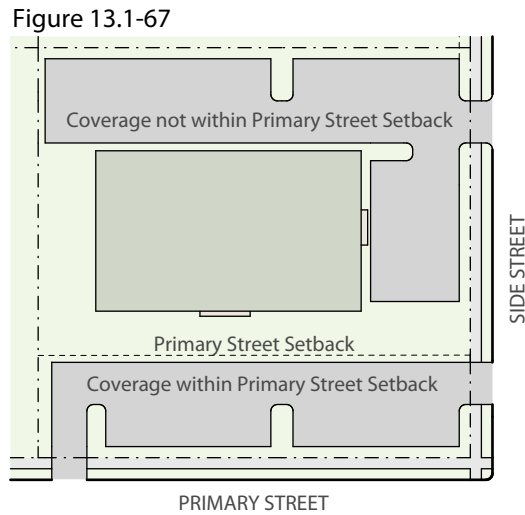 Figure 13.1-67
Coverage not within Primary Street Setback
SIDE STREET
Primary Street Setback
Coverage within Primary Street Setback
PRIMARY STREET